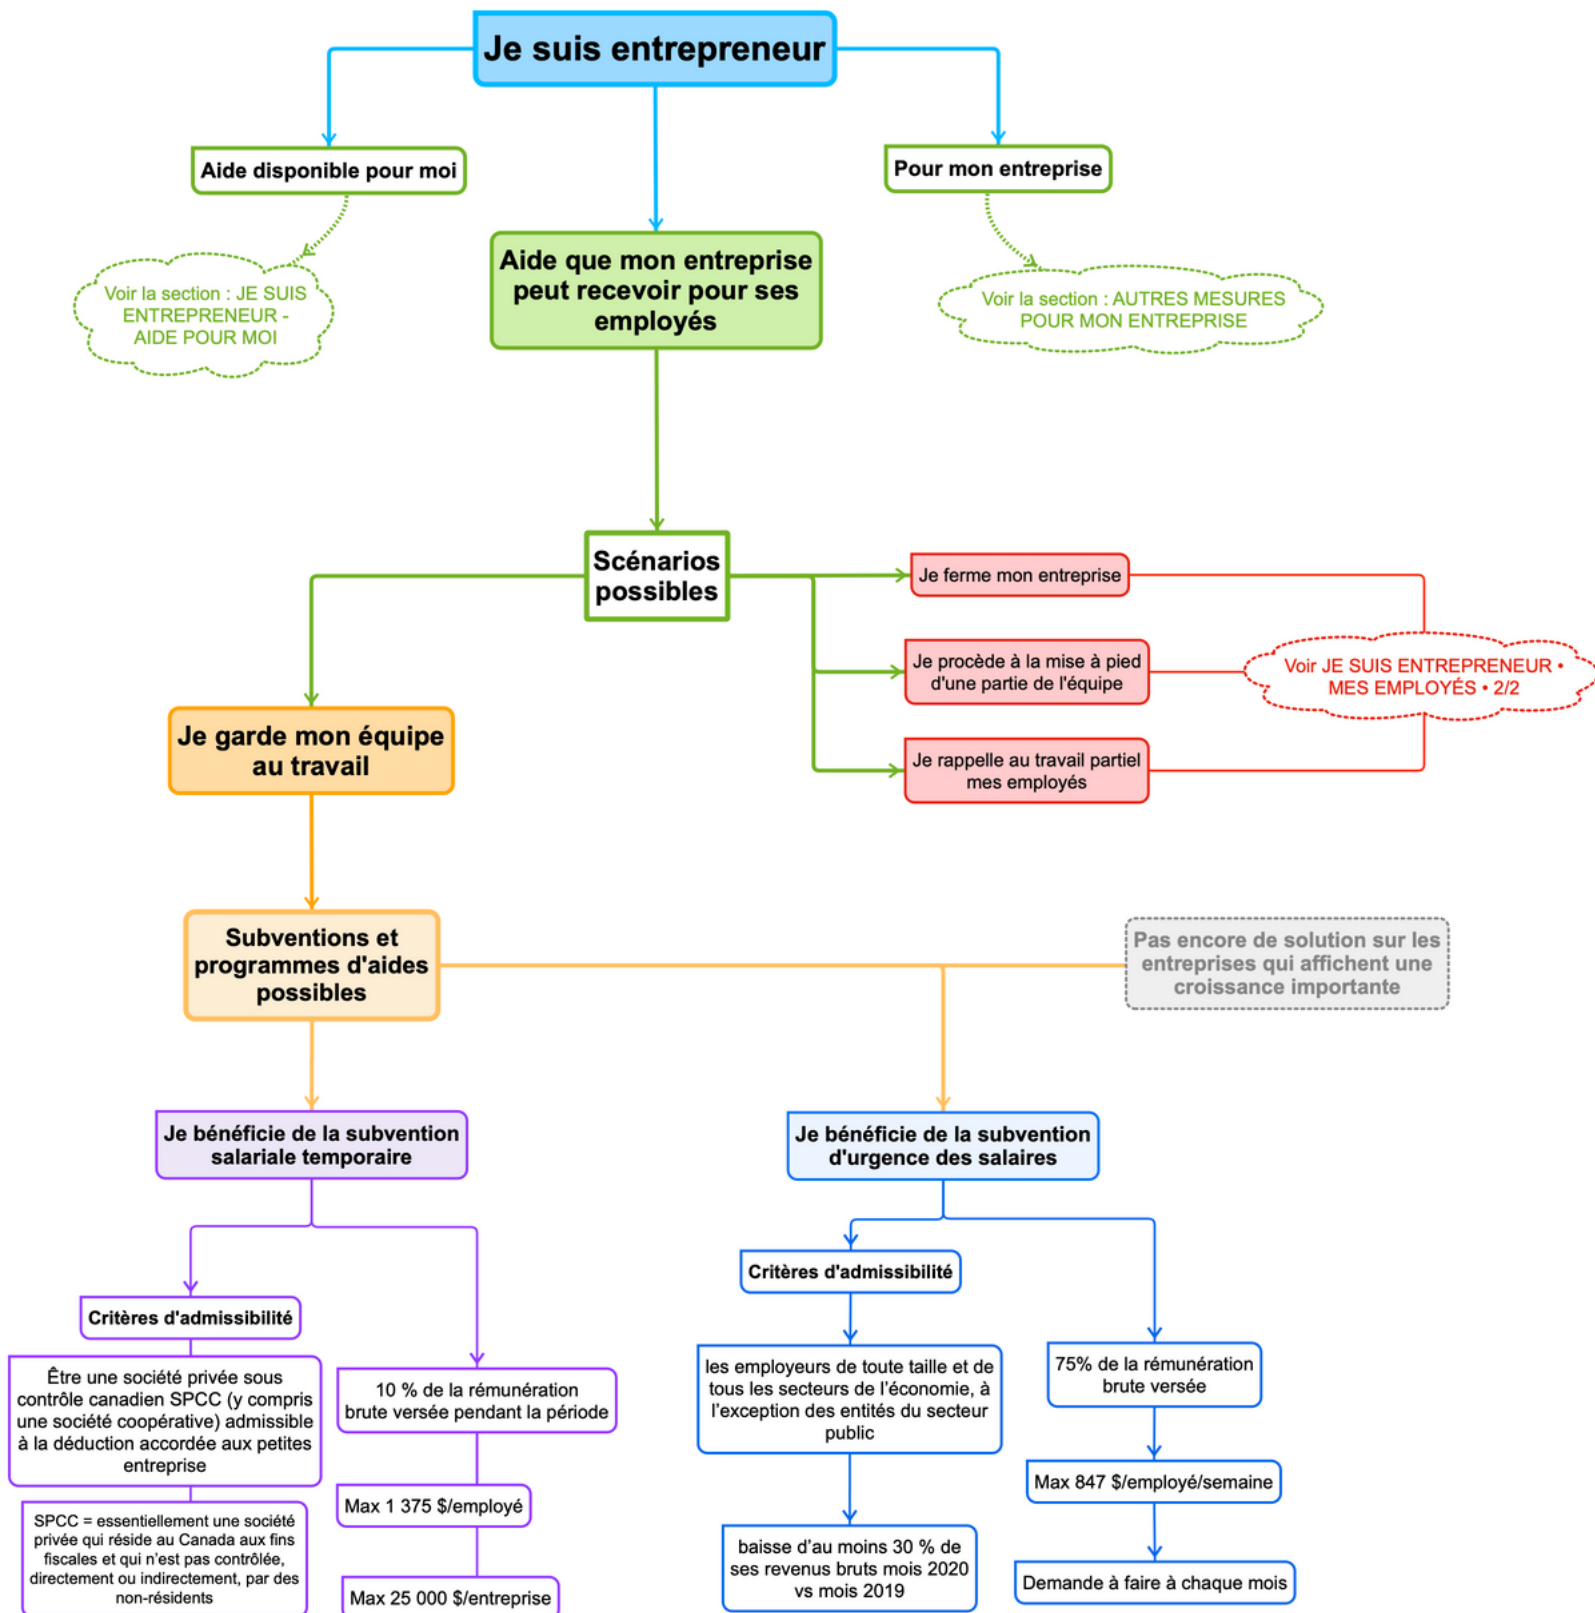 Je suis entrepreneur
Aide disponible pour moi
Pour mon entreprise
Voir la section : JE SUIS
ENTREPRENEUR -
AIDE POUR MOI
Aide que mon entreprise
peut recevoir pour ses
employés
Voir la section : AUTRES MESURES
POUR MON ENTREPRISE
Scénarios
possibles
Je ferme mon entreprise
Je procède à la mise à pied
d'une partie de l'équipe
Voir JE SUIS ENTREPRENEUR •
MES EMPLOYÉS • 2/2
Je rappelle au travail partiel
mes employés
Je garde mon équipe
au travail
Subventions et
programmes d'aides
possibles
Pas encore de solution sur les
entreprises qui affichent une
croissance importante
Je bénéficie de la subvention
salariale temporaire
Je bénéficie de la subvention
d'urgence des salaires
Critères d'admissibilité
Être une société privée sous
contrôle canadien SPCC (y compris
une société coopérative) admissible
à la déduction accordée aux petites
entreprise
SPCC = essentiellement une société
privée qui réside au Canada aux fins
fiscales et qui n'est pas contrôlée,
directement ou indirectement, par des
non-résidents
10 % de la rémunération
brute versée pendant la période
Max 1 375 $/employé
Max 25 000 $/entreprise
Critères d'admissibilité
les employeurs de toute taille et de
tous les secteurs de l’économie, à
l’exception des entités du secteur
public
baisse d’au moins 30 % de
ses revenus bruts mois 2020
vs mois 2019
75% de la rémunération
brute versée
Max 847 $/employé/semaine
Demande à faire à chaque mois